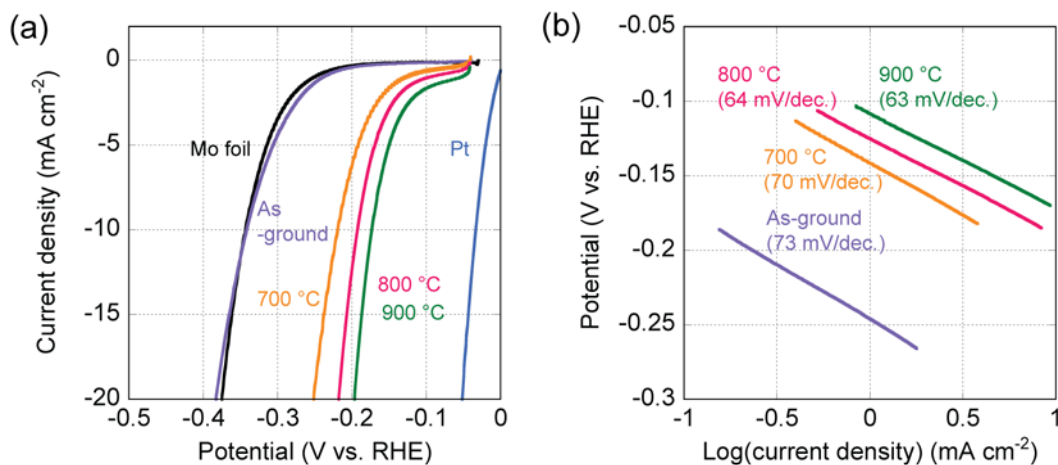 (a)
Current density (mA cm-2)
0
-5
-10
-15
-20
-0.5
-0.4
-0.3
-0.2
-0.1
0
Potential (V vs. RHE)
Mo foil
As
-ground
700 °C
800 °C
900 °C
Pt
(b)
Potential (V vs. RHE)
-0.05
-0.1
-0.15
-0.2
-0.25
-0.3
-1
-0.5
0
0.5
1
Log(current density) (mA cm-2)
800 °C
(64 mV/dec.)
900 °C
(63 mV/dec.)
700 °C
(70 mV/dec.)
As-ground
(73 mV/dec.)